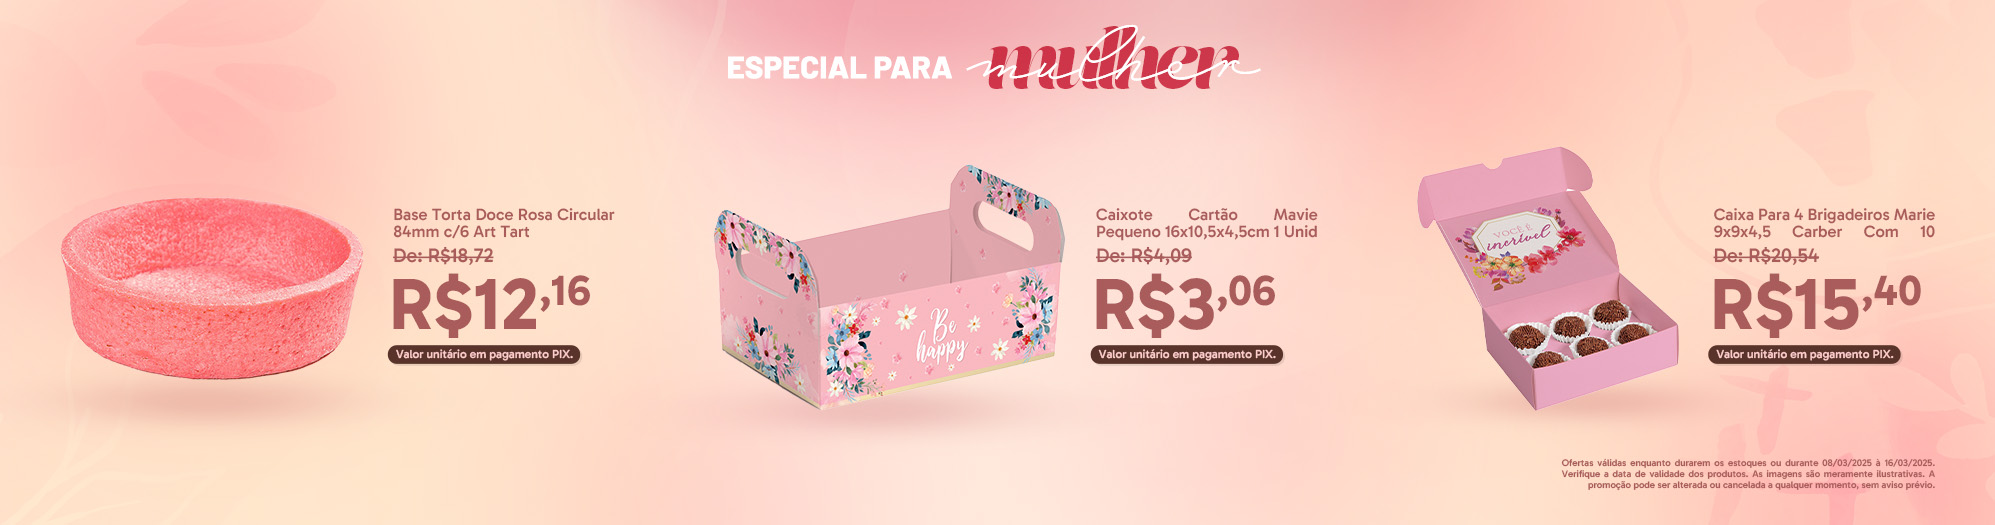 ESPECIAL PARA mulher
Base Torta Doce Rosa Circular
84mm c/6 Art Tart
De: R$18,72
R$12,16
Valor unitário em pagamento PIX.
Be
happy
Caixote Cartão Mavie
Pequeno 16x10,5x4,5cm 1 Unid
De: R$4,09
R$3,06
Valor unitário em pagamento PIX.
VOCÊ É
incrível
Caixa Para 4 Brigadeiros Marie
9x9x4,5 Carber Com 10
De: R$20,54
R$15,40
Valor unitário em pagamento PIX.
Ofertas válidas enquanto durarem os estoques ou durante 08/03/2025 à 16/03/2025.
Verifique a data de validade dos produtos. As imagens são meramente ilustrativas. A
promoção pode ser alterada ou cancelada a qualquer momento, sem aviso prévio.